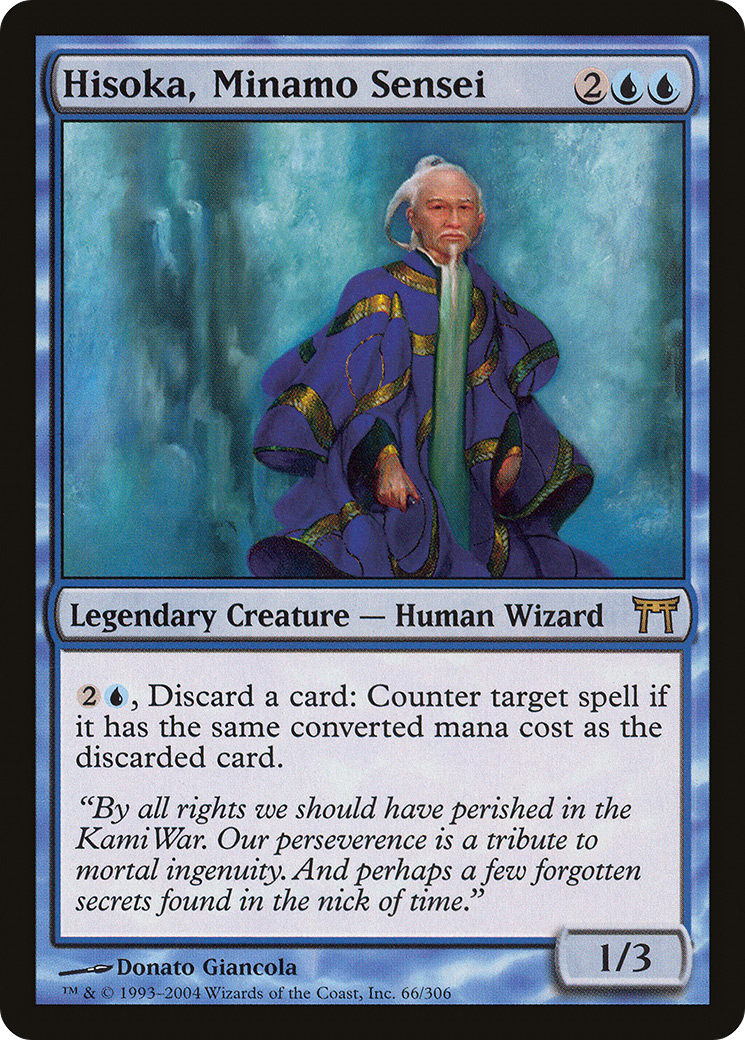 Hisoka, Minamo Sensei 2
Legendary Creature — Human Wizard
2, Discard a card: Counter target spell if
it has the same converted mana cost as the
discarded card.
“By all rights we should have perished in the
Kami War. Our perseverence is a tribute to
mortal ingenuity. And perhaps a few forgotten
secrets found in the nick of time.”
1/3
Donato Giancola
™ & © 1993–2004 Wizards of the Coast, Inc. 66/306